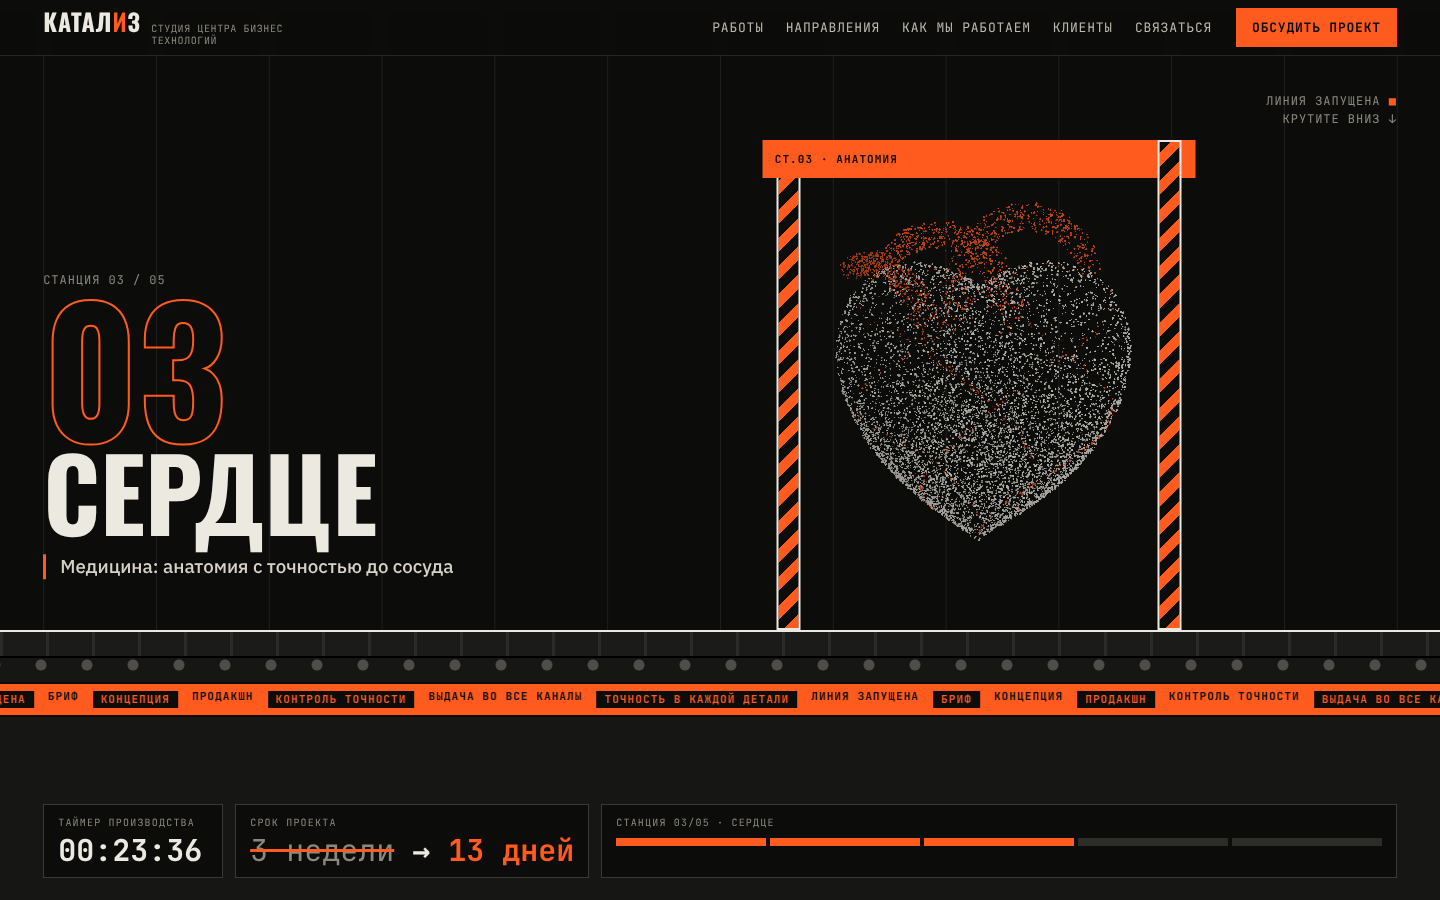 КАТАЛИЗ
СТУДИЯ ЦЕНТРА БИЗНЕС
ТЕХНОЛОГИЙ
РАБОТЫ НАПРАВЛЕНИЯ КАК МЫ РАБОТАЕМ КЛИЕНТЫ СВЯЗАТЬСЯ ОБСУДИТЬ ПРОЕКТ
ЛИНИЯ ЗАПУЩЕНА
КРУТИТЕ ВНИЗ ↓
СТ.03 · АНАТОМИЯ
СТАНЦИЯ 03 / 05
03
СЕРДЦЕ
Медицина: анатомия с точностью до сосуда
ЩЕНА БРИФ КОНЦЕПЦИЯ ПРОДАКШН КОНТРОЛЬ ТОЧНОСТИ ВЫДАЧА ВО ВСЕ КАНАЛЫ ТОЧНОСТЬ В КАЖДОЙ ДЕТАЛИ ЛИНИЯ ЗАПУЩЕНА БРИФ КОНЦЕПЦИЯ ПРОДАКШН КОНТРОЛЬ ТОЧНОСТИ ВЫДАЧА ВО ВСЕ КА
ТАЙМЕР ПРОИЗВОДСТВА
00:23:36
СРОК ПРОЕКТА
3 недели → 13 дней
СТАНЦИЯ 03/05 · СЕРДЦЕ